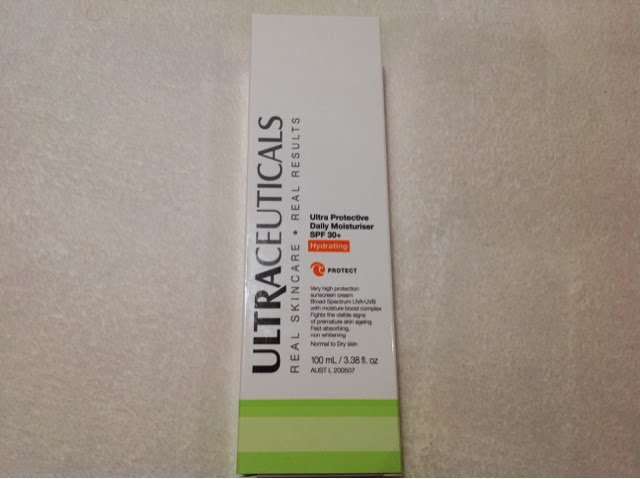 ULTRACEUTICALS
REAL SKINCARE • REAL RESULTS
Ultra Protective
Daily Moisturiser
SPF 30+
Hydrating
PROTECT
Very high protection
sunscreen cream
Broad Spectrum UVA+UVB
with moisture boost complex
Fights the visible signs
of premature skin ageing
Fast absorbing,
non whitening
Normal to Dry skin
100 mL / 3.38 fl. oz
AUST L 200507